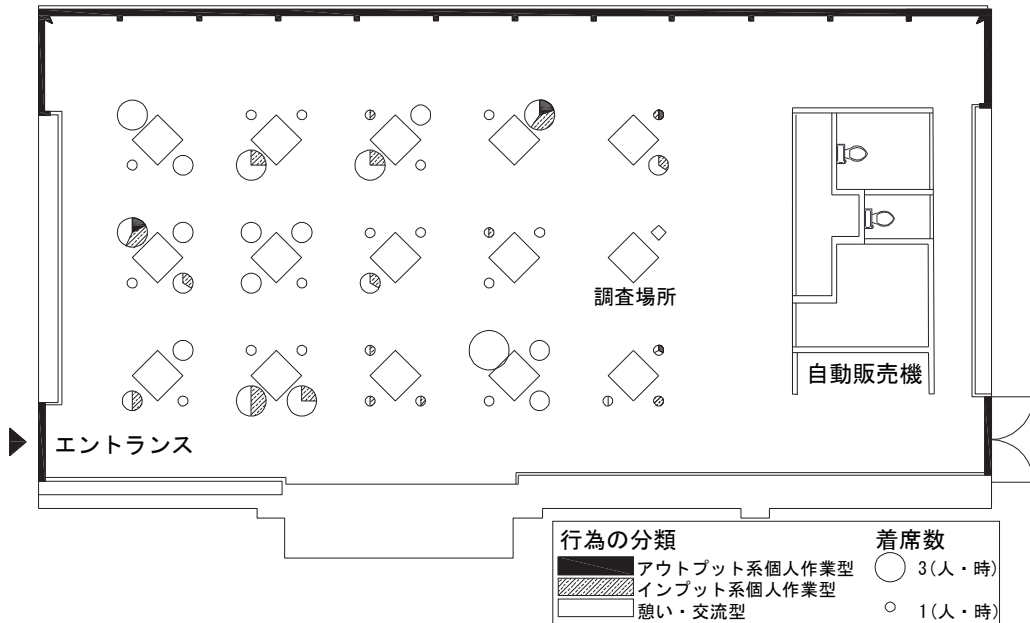 調査場所
自動販売機
エントランス
行為の分類
アウトプット系個人作業型
インプット系個人作業型
憩い・交流型
着席数
3(人・時)
1(人・時)